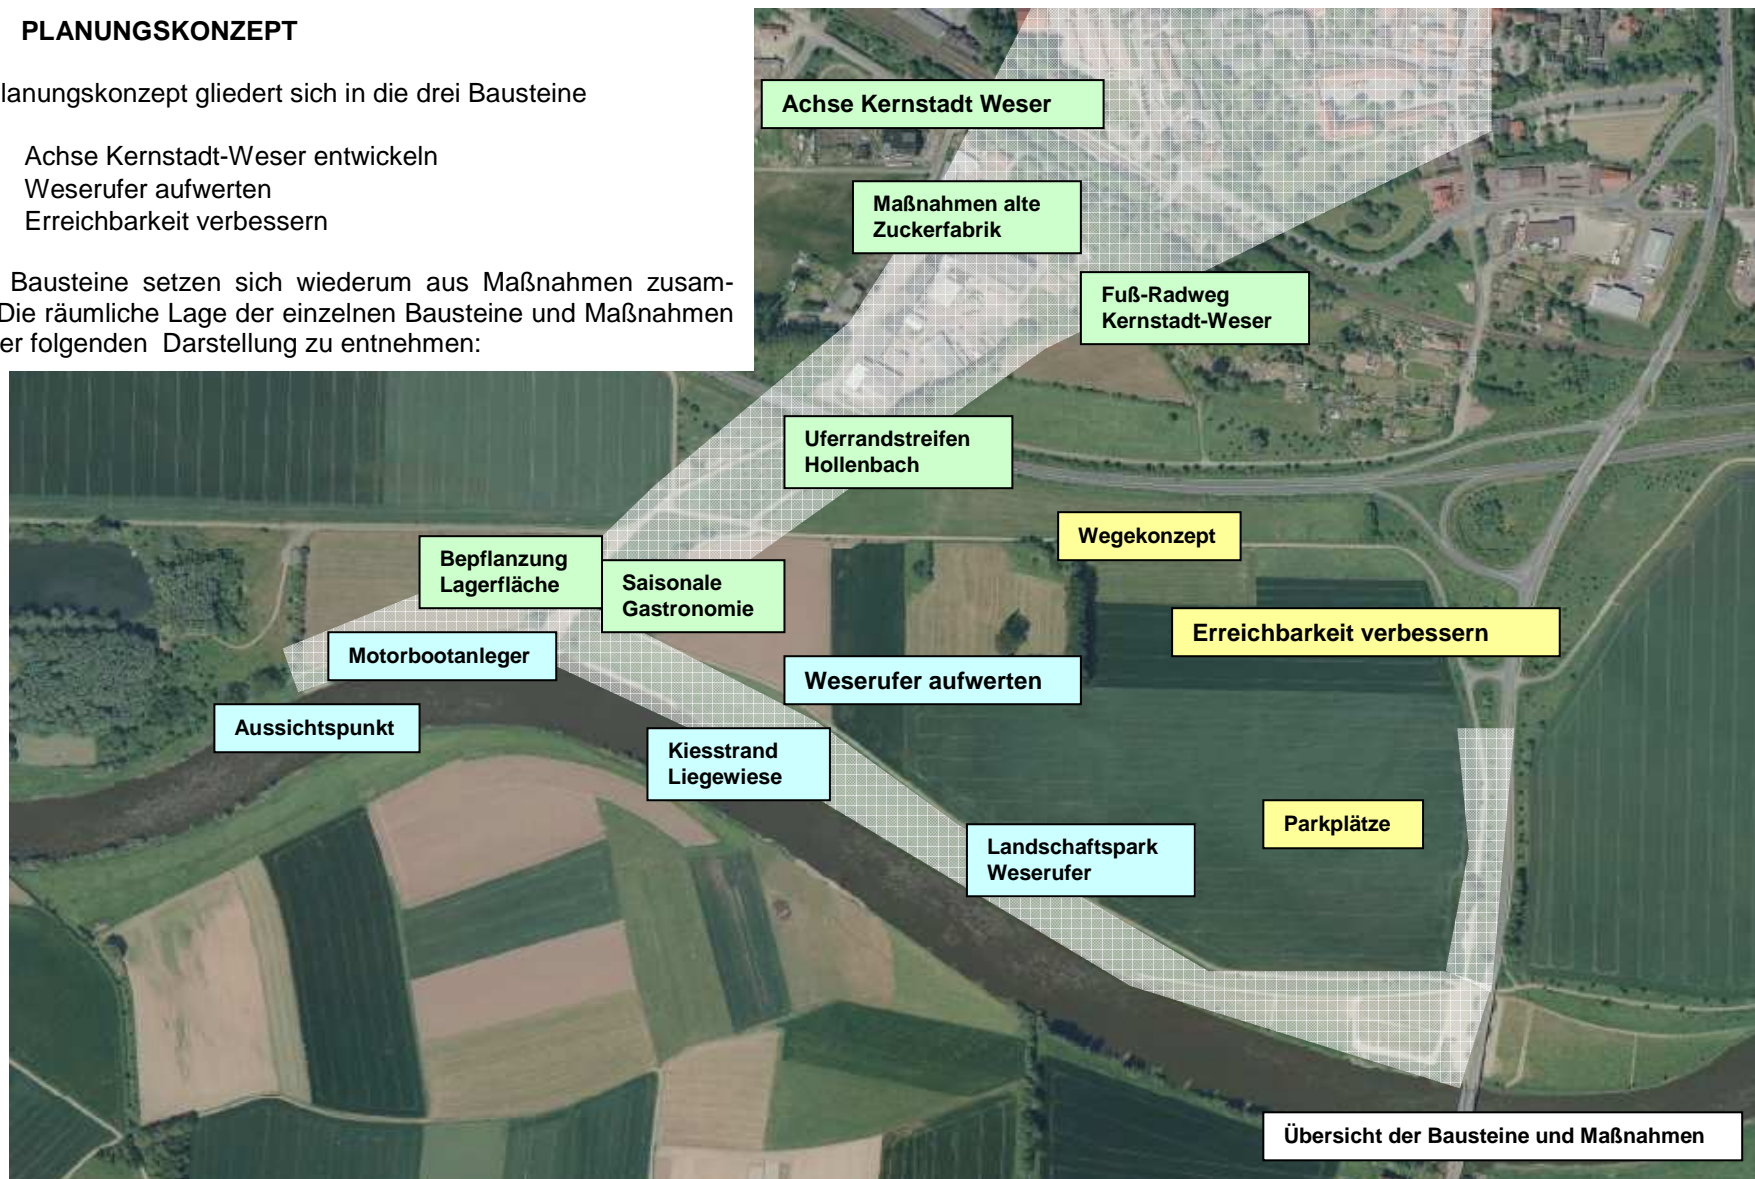 PLANUNGSKONZEPT
lanungskonzept gliedert sich in die drei Bausteine
Achse Kernstadt-Weser entwickeln
Weserufer aufwerten
Erreichbarkeit verbessern
Bausteine setzen sich wiederum aus Maßnahmen zusam-
Die räumliche Lage der einzelnen Bausteine und Maßnahmen
er folgenden Darstellung zu entnehmen:
Achse Kernstadt Weser
Maßnahmen alte
Zuckerfabrik
Fuß-Radweg
Kernstadt-Weser
Uferrandstreifen
Hollenbach
Wegekonzept
Bepflanzung
Lagerfläche
Saisonale
Gastronomie
Erreichbarkeit verbessern
Motorbootanleger
Weserufer aufwerten
Aussichtspunkt
Kiesstrand
Liegewiese
Parkplätze
Landschaftspark
Weserufer
Übersicht der Bausteine und Maßnahmen